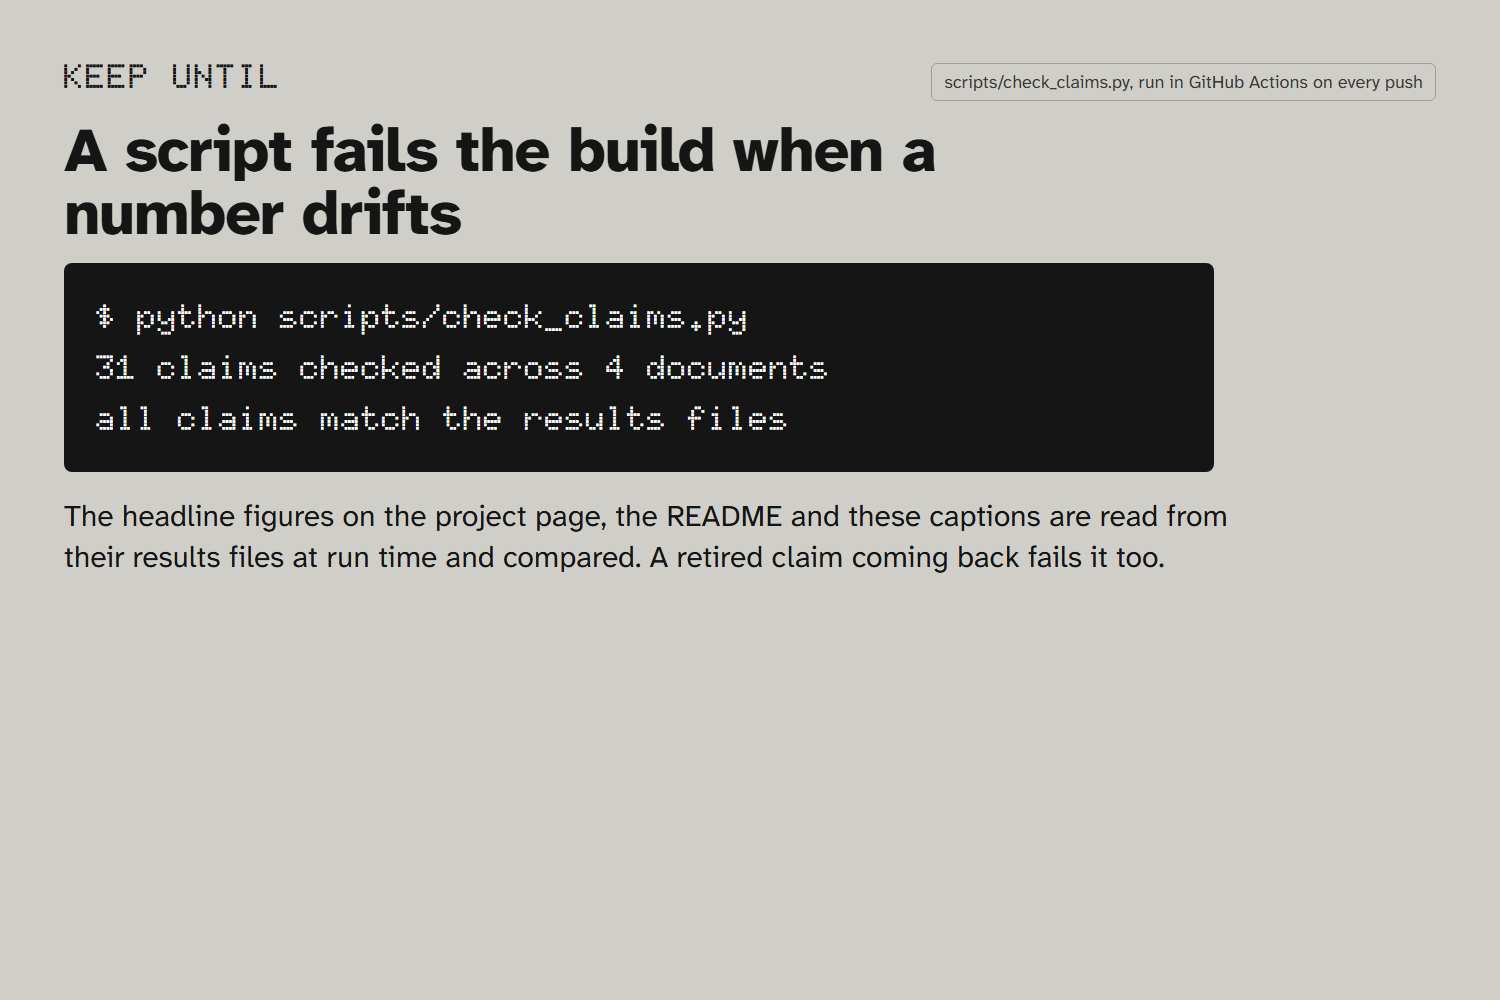 KEEP UNTIL
scripts/check_claims.py, run in GitHub Actions on every push
A script fails the build when a
number drifts
$ python scripts/check_claims.py
31 claims checked across 4 documents
all claims match the results files
The headline figures on the project page, the README and these captions are read from
their results files at run time and compared. A retired claim coming back fails it too.